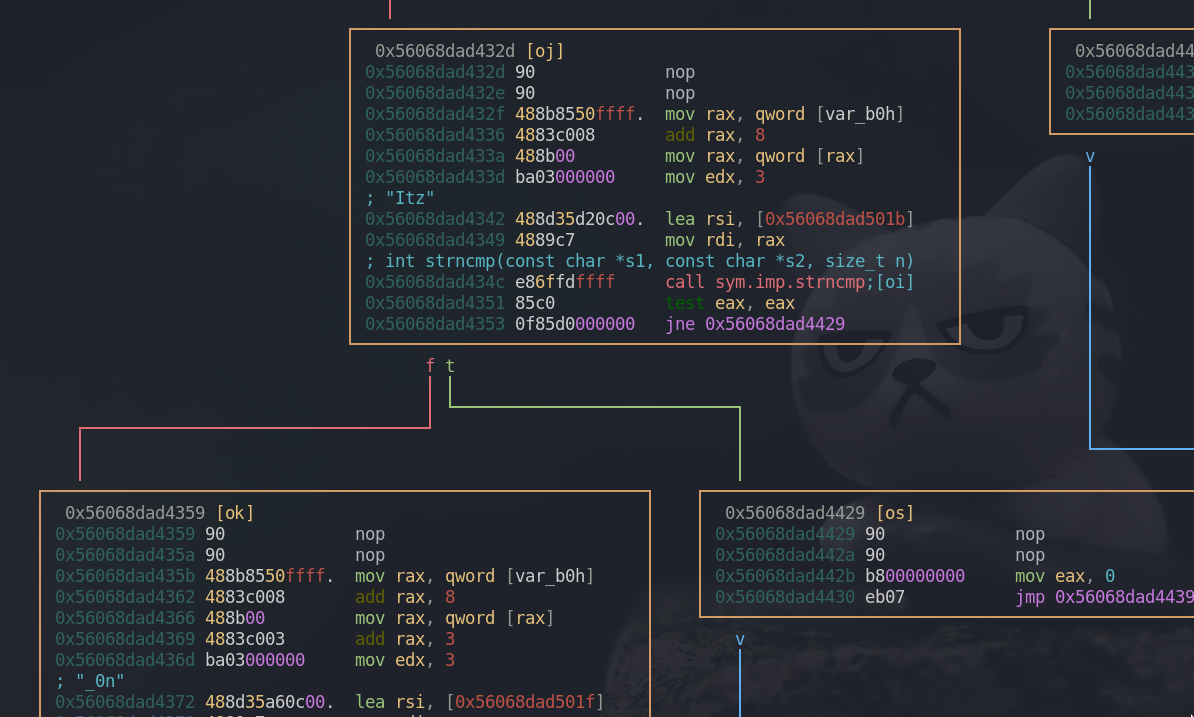 0x56068dad432d [oj]
0x56068dad432d 90 nop
0x56068dad432e 90 nop
0x56068dad432f 488b8550ffff. mov rax, qword [var_b0h]
0x56068dad4336 4883c008 add rax, 8
0x56068dad433a 488b00 mov rax, qword [rax]
0x56068dad433d ba03000000 mov edx, 3
; "Itz"
0x56068dad4342 488d35d20c00. lea rsi, [0x56068dad501b]
0x56068dad4349 4889c7 mov rdi, rax
; int strncmp(const char *s1, const char *s2, size_t n)
0x56068dad434c e86ffdffff call sym.imp.strncmp;[oi]
0x56068dad4351 85c0 test eax, eax
0x56068dad4353 0f85d0000000 jne 0x56068dad4429
0x56068dad44
0x56068dad443
0x56068dad443
0x56068dad443
v
f t
0x56068dad4359 [ok]
0x56068dad4359 90 nop
0x56068dad435a 90 nop
0x56068dad435b 488b8550ffff. mov rax, qword [var_b0h]
0x56068dad4362 4883c008 add rax, 8
0x56068dad4366 488b00 mov rax, qword [rax]
0x56068dad4369 4883c003 add rax, 3
0x56068dad436d ba03000000 mov edx, 3
; "_0n"
0x56068dad4372 488d35a60c00. lea rsi, [0x56068dad501f]
0x56068dad4429 [os]
0x56068dad4429 90 nop
0x56068dad442a 90 nop
0x56068dad442b b800000000 mov eax, 0
0x56068dad4430 eb07 jmp 0x56068dad4439
v